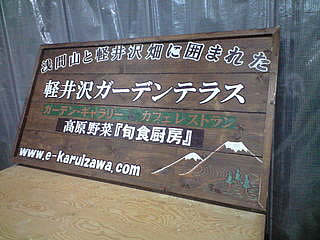 浅間山と軽井沢畑に囲まれた
軽井沢ガーデンテラス
ガーデン・ギャラリー カフェレストラン
高原野菜『旬食厨房』
www.e-karuizawa.com